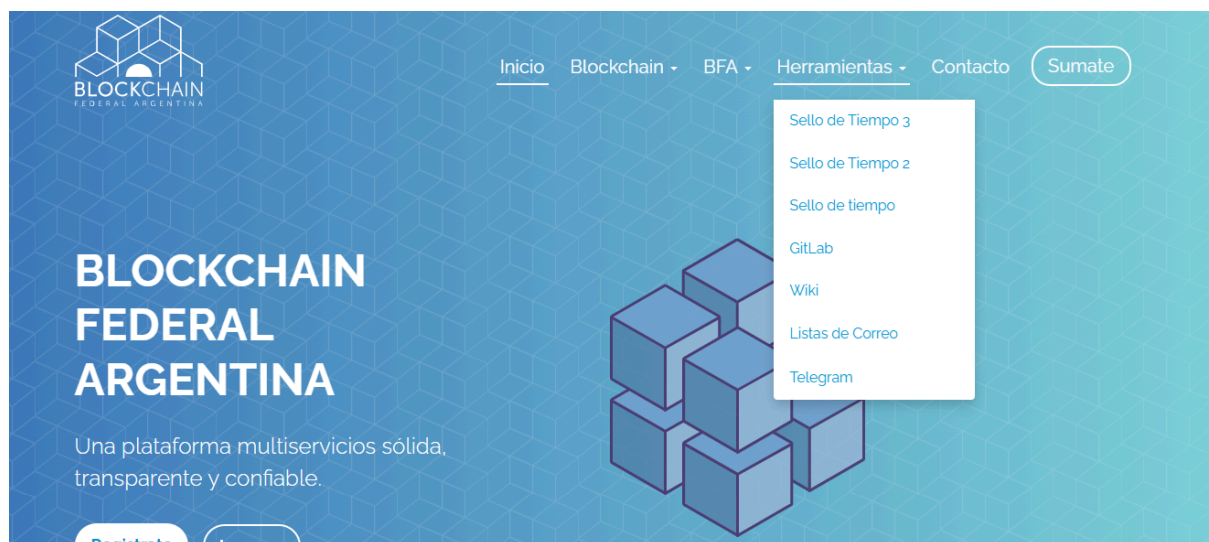 BLOCKCHAIN
FEDERAL ARGENTINA
Inicio Blockchain BFA Herramientas Contacto Sumate
Sello de Tiempo 3
Sello de Tiempo 2
Sello de tiempo
GitLab
Wiki
Listas de Correo
Telegram
BLOCKCHAIN
FEDERAL
ARGENTINA
Una plataforma multiservicios sólida,
transparente y confiable.